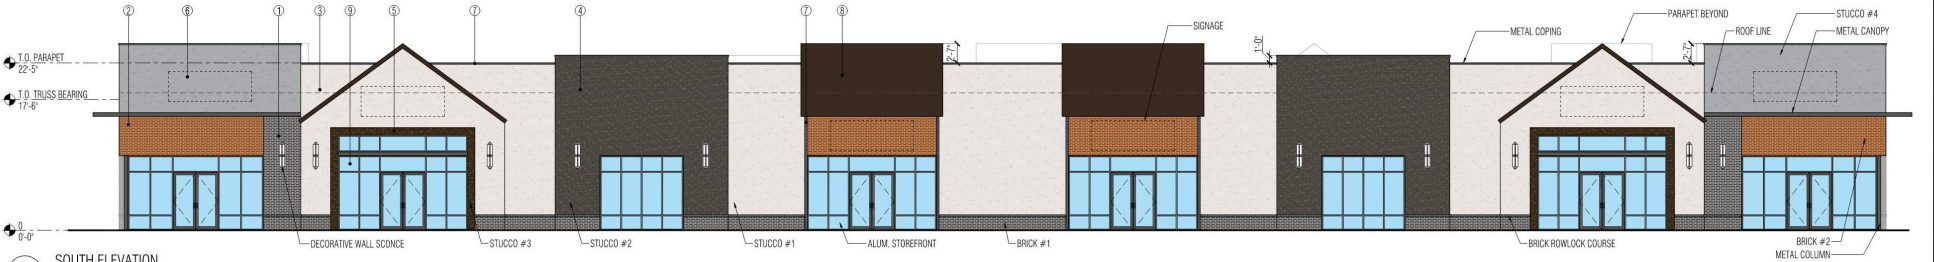 ② ⑥ ① ③ ⑨ ⑤ ⑦ ④ ⑦ ⑧
SIGNAGE
PARAPET BEYOND
STUCCO #4
METAL COPING
ROOF LINE
METAL CANOPY
2'-7"
1'-0"
2'-7"
T.O. PARAPET
22'-5"
T.O. TRUSS BEARING
17'-6"
0
0'-0"
DECORATIVE WALL SCONCE
STUCCO #3
STUCCO #2
STUCCO #1
ALUM. STOREFRONT
BRICK #1
BRICK ROWLOCK COURSE
BRICK #2
METAL COLUMN
SOUTH ELEVATION